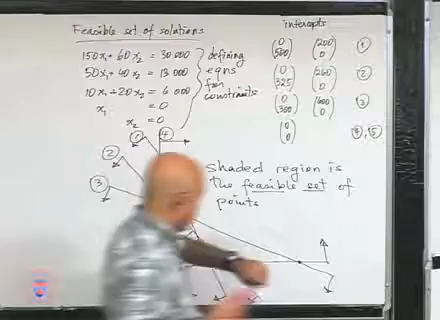 Feasible set of solutions
150x₁ + 60x₂ = 30 000
50x₁ + 40x₂ = 13 000
10x₁ + 20x₂ = 6 000
x₁ = 0
x₂ = 0
defining
eqns
for
constraints
intercepts
(0 500) (200 0) ①
(0 325) (260 0) ②
(0 300) (600 0) ③
(0 0) ④,⑤
① ④
②
③
shaded region is
the feasible set of
points